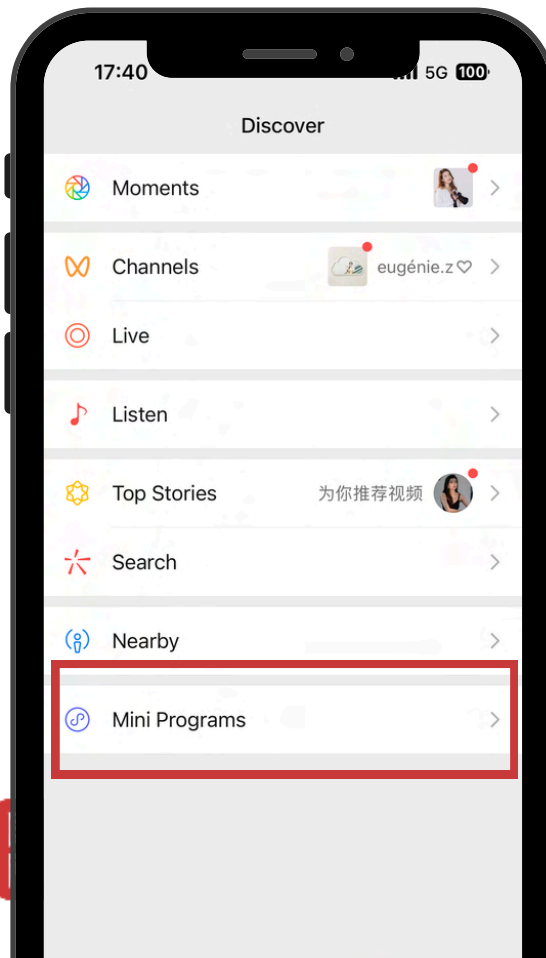 17:40 5G 100
Discover
Moments
Channels eugénie.z♡
Live
Listen
Top Stories 为你推荐视频
Search
Nearby
Mini Programs